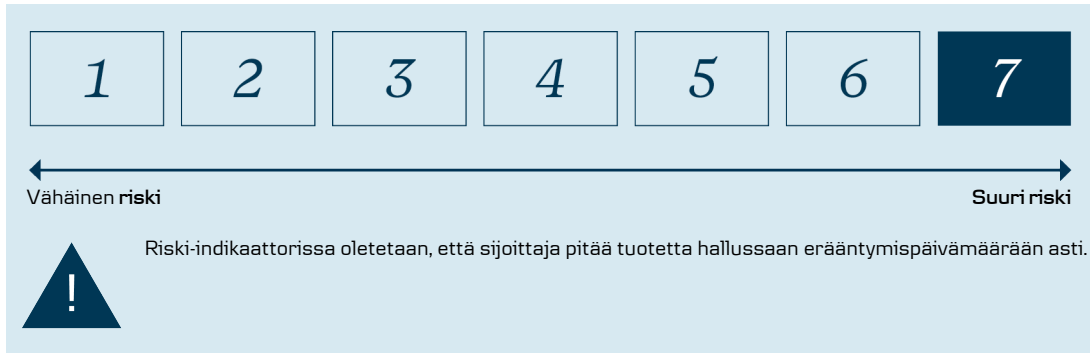 1 2 3 4 5 6 7
Vähäinen riski Suuri riski
Riski-indikaattorissa oletetaan, että sijoittaja pitää tuotetta hallussaan erääntymispäivämäärään asti.
!